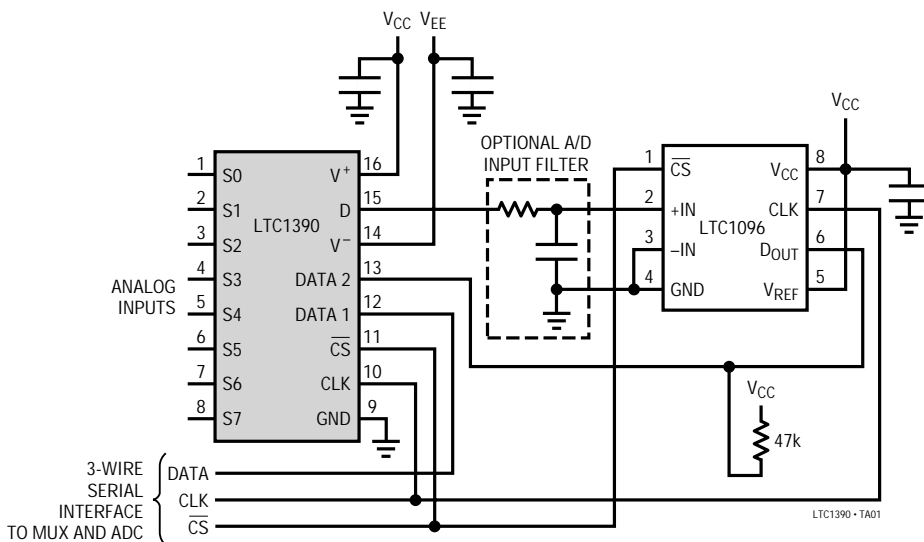 VCC VEE
VCC
OPTIONAL A/D
INPUT FILTER
1 S0
2 S1
3 S2
4 S3
5 S4
6 S5
7 S6
8 S7
LTC1390
V+ 16
D 15
V− 14
DATA 2 13
DATA 1 12
CS 11
CLK 10
GND 9
ANALOG
INPUTS
1 CS
2 +IN
3 −IN
4 GND
LTC1096
VCC 8
CLK 7
DOUT 6
VREF 5
VCC
47k
3-WIRE
SERIAL
INTERFACE
TO MUX AND ADC
DATA
CLK
CS
LTC1390 • TA01